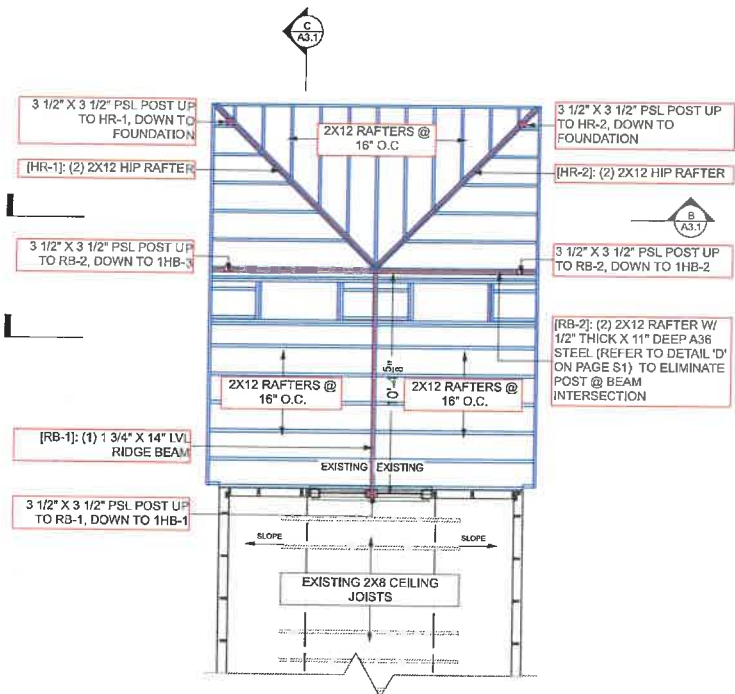 C
A3.1
3 1/2" X 3 1/2" PSL POST UP
TO HR-1, DOWN TO
FOUNDATION
2X12 RAFTERS @
16" O.C
3 1/2" X 3 1/2" PSL POST UP
TO HR-2, DOWN TO
FOUNDATION
[HR-1]: (2) 2X12 HIP RAFTER
[HR-2]: (2) 2X12 HIP RAFTER
B
A3.1
3 1/2" X 3 1/2" PSL POST UP
TO RB-2, DOWN TO 1HB-3
3 1/2" X 3 1/2" PSL POST UP
TO RB-2, DOWN TO 1HB-2
[RB-2]: (2) 2X12 RAFTER W/
1/2" THICK X 11" DEEP A36
STEEL (REFER TO DETAIL 'D'
ON PAGE S1) TO ELIMINATE
POST @ BEAM
INTERSECTION
10'-4 5/8"
2X12 RAFTERS @
16" O.C.
2X12 RAFTERS @
16" O.C.
[RB-1]: (1) 1 3/4" X 14" LVL
RIDGE BEAM
EXISTING EXISTING
3 1/2" X 3 1/2" PSL POST UP
TO RB-1, DOWN TO 1HB-1
SLOPE SLOPE
EXISTING 2X8 CEILING
JOISTS